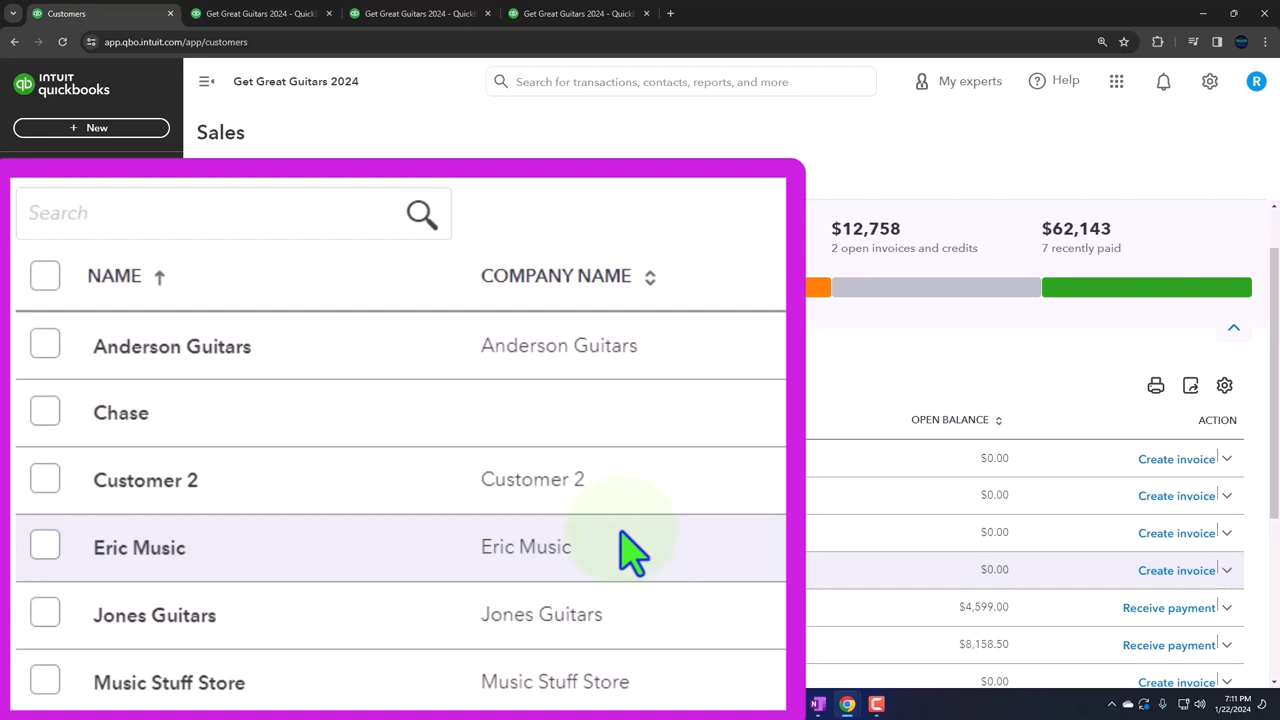 Customers
Get Great Guitars 2024 - Quickb
Get Great Guitars 2024 - Quickb
Get Great Guitars 2024 - Quickb
app.qbo.intuit.com/app/customers
INTUIT
quickbooks
+ New
Get Great Guitars 2024
Search for transactions, contacts, reports, and more
My experts
Help
R
Sales
$12,758
2 open invoices and credits
$62,143
7 recently paid
Search
NAME
COMPANY NAME
OPEN BALANCE
ACTION
Anderson Guitars Anderson Guitars
$0.00 Create invoice
Chase
$0.00 Create invoice
Customer 2 Customer 2
$0.00 Create invoice
Eric Music Eric Music
$0.00 Create invoice
Jones Guitars Jones Guitars
$4,599.00 Receive payment
Music Stuff Store Music Stuff Store
$8,158.50 Receive payment
$0.00 Create invoice
7:11 PM
1/22/2024